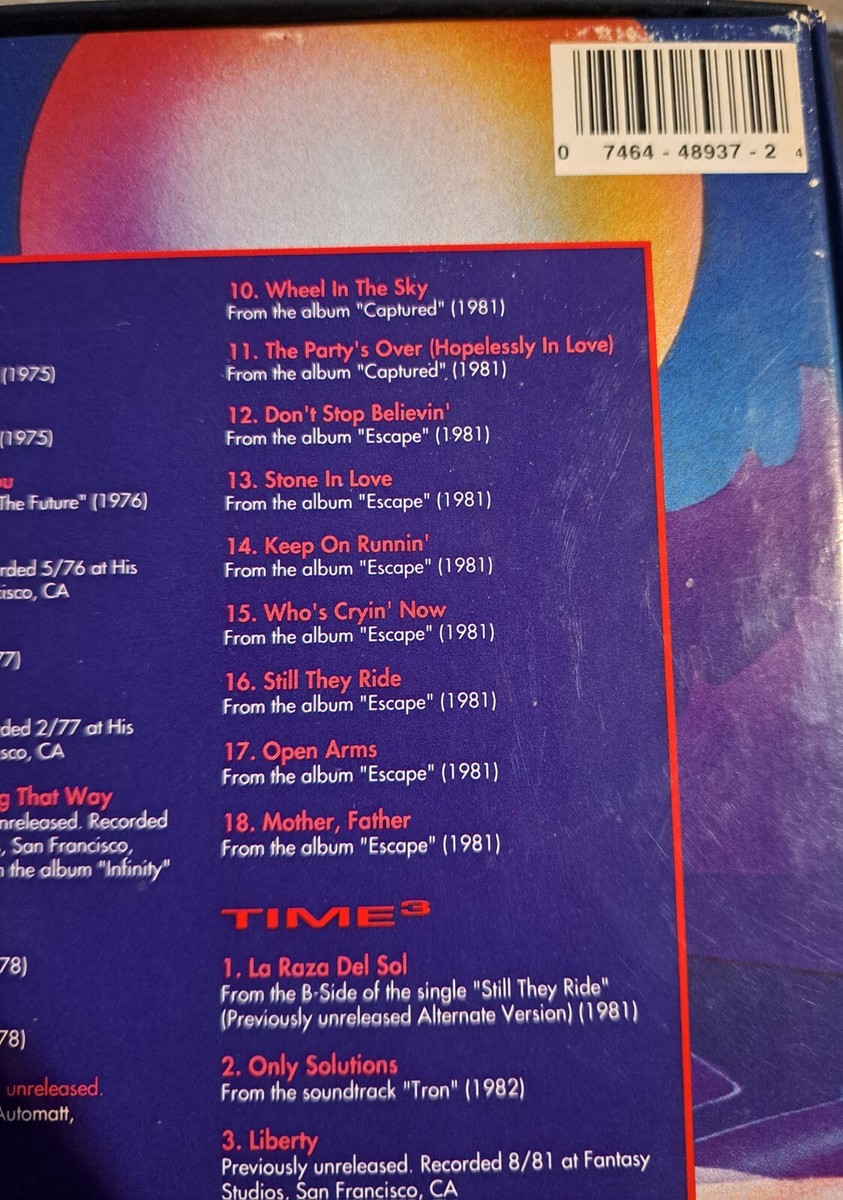 0 7464 - 48937 - 2 4
(1975)
(1975)
ou
The Future" (1976)
rded 5/76 at His
cisco, CA
77)
ded 2/77 at His
sco, CA
g That Way
nreleased. Recorded
, San Francisco,
n the album "Infinity"
78)
78)
unreleased.
Automatt,
10. Wheel In The Sky
From the album "Captured" (1981)
11. The Party's Over (Hopelessly In Love)
From the album "Captured", (1981)
12. Don't Stop Believin'
From the album "Escape" (1981)
13. Stone In Love
From the album "Escape" (1981)
14. Keep On Runnin'
From the album "Escape" (1981)
15. Who's Cryin' Now
From the album "Escape" (1981)
16. Still They Ride
From the album "Escape" (1981)
17. Open Arms
From the album "Escape" (1981)
18. Mother, Father
From the album "Escape" (1981)
TIME3
1. La Raza Del Sol
From the B-Side of the single "Still They Ride"
(Previously unreleased Alternate Version) (1981)
2. Only Solutions
From the soundtrack "Tron" (1982)
3. Liberty
Previously unreleased. Recorded 8/81 at Fantasy
Studios, San Francisco, CA